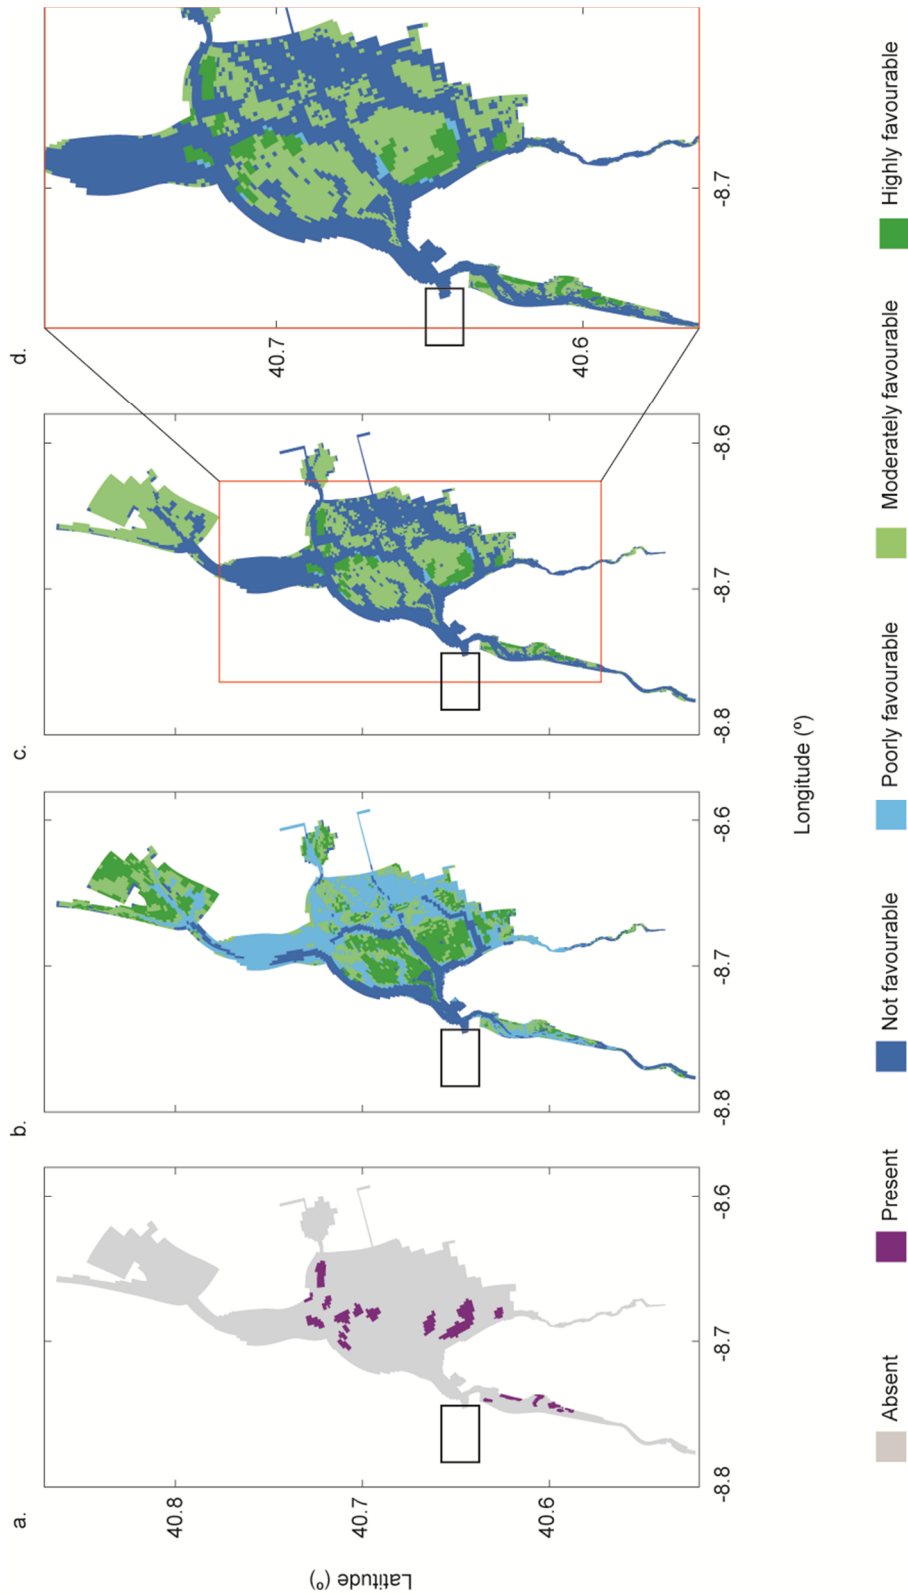 a.
b.
c.
d.
Latitude (º)
40.8
40.7
40.6
-8.8
-8.7
-8.6
-8.8
-8.7
-8.6
-8.8
-8.7
-8.6
40.7
40.6
-8.7
Longitude (º)
Absent
Present
Not favourable
Poorly favourable
Moderately favourable
Highly favourable